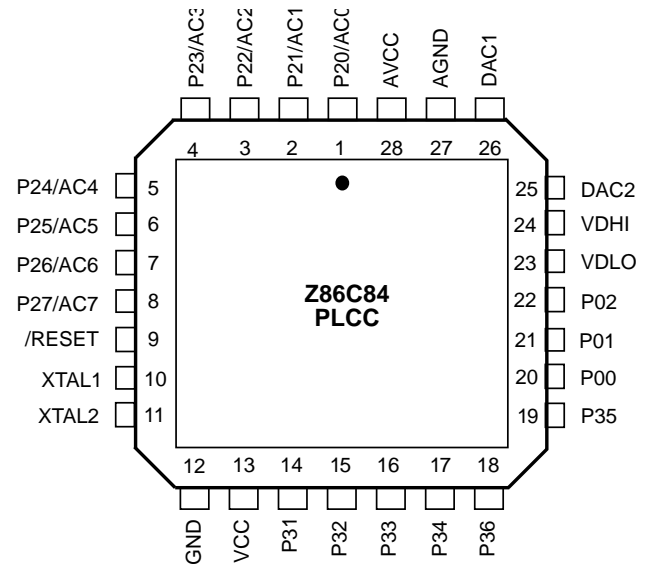 P23/AC3
P22/AC2
P21/AC1
P20/AC0
AVCC
AGND
DAC1
4 3 2 1 28 27 26
P24/AC4 5
P25/AC5 6
P26/AC6 7
P27/AC7 8
/RESET 9
XTAL1 10
XTAL2 11
Z86C84
PLCC
25 DAC2
24 VDHI
23 VDLO
22 P02
21 P01
20 P00
19 P35
12 13 14 15 16 17 18
GND
VCC
P31
P32
P33
P34
P36